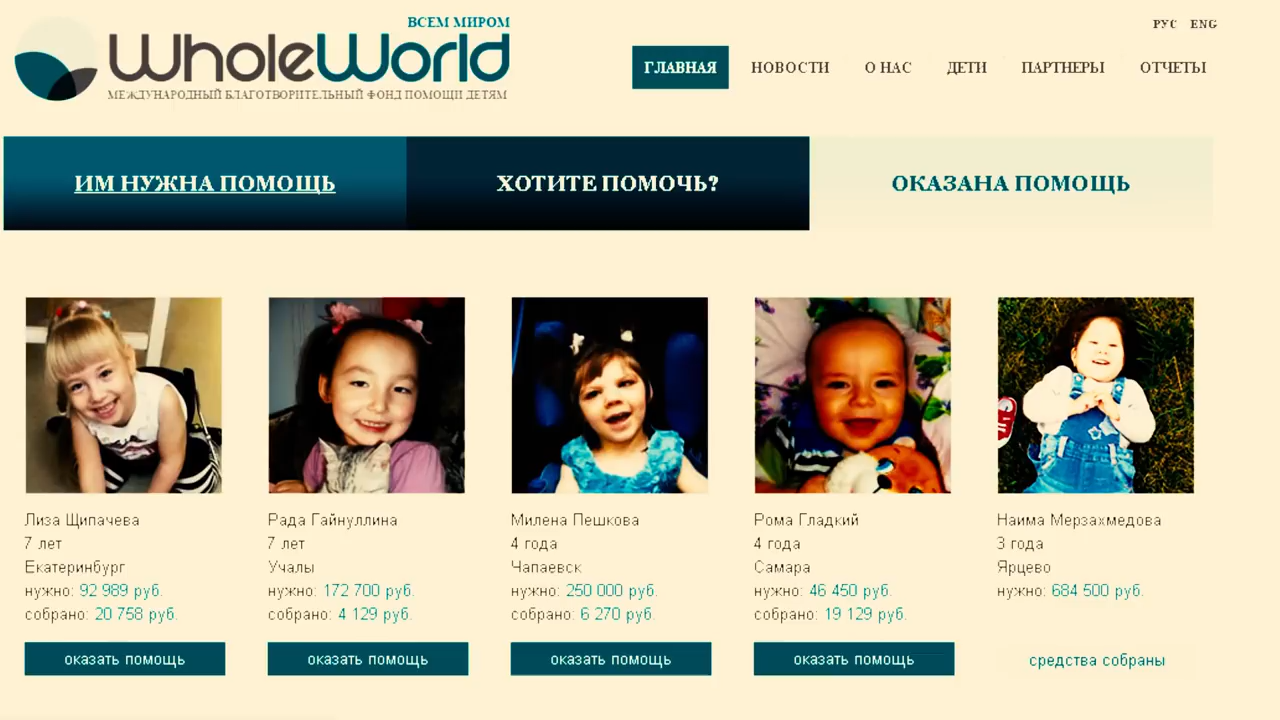 ВСЕМ МИРОМ
WholeWorld
МЕЖДУНАРОДНЫЙ БЛАГОТВОРИТЕЛЬНЫЙ ФОНД ПОМОЩИ ДЕТЯМ
РУС ENG
ГЛАВНАЯ НОВОСТИ О НАС ДЕТИ ПАРТНЕРЫ ОТЧЕТЫ
ИМ НУЖНА ПОМОЩЬ
ХОТИТЕ ПОМОЧЬ?
ОКАЗАНА ПОМОЩЬ
Лиза Щипачева
7 лет
Екатеринбург
нужно: 92 989 руб.
собрано: 20 758 руб.
оказать помощь
Рада Гайнуллина
7 лет
Учалы
нужно: 172 700 руб.
собрано: 4 129 руб.
оказать помощь
Милена Пешкова
4 года
Чапаевск
нужно: 250 000 руб.
собрано: 6 270 руб.
оказать помощь
Рома Гладкий
4 года
Самара
нужно: 46 450 руб.
собрано: 19 129 руб.
оказать помощь
Наима Мерзахмедова
3 года
Ярцево
нужно: 684 500 руб.
средства собраны